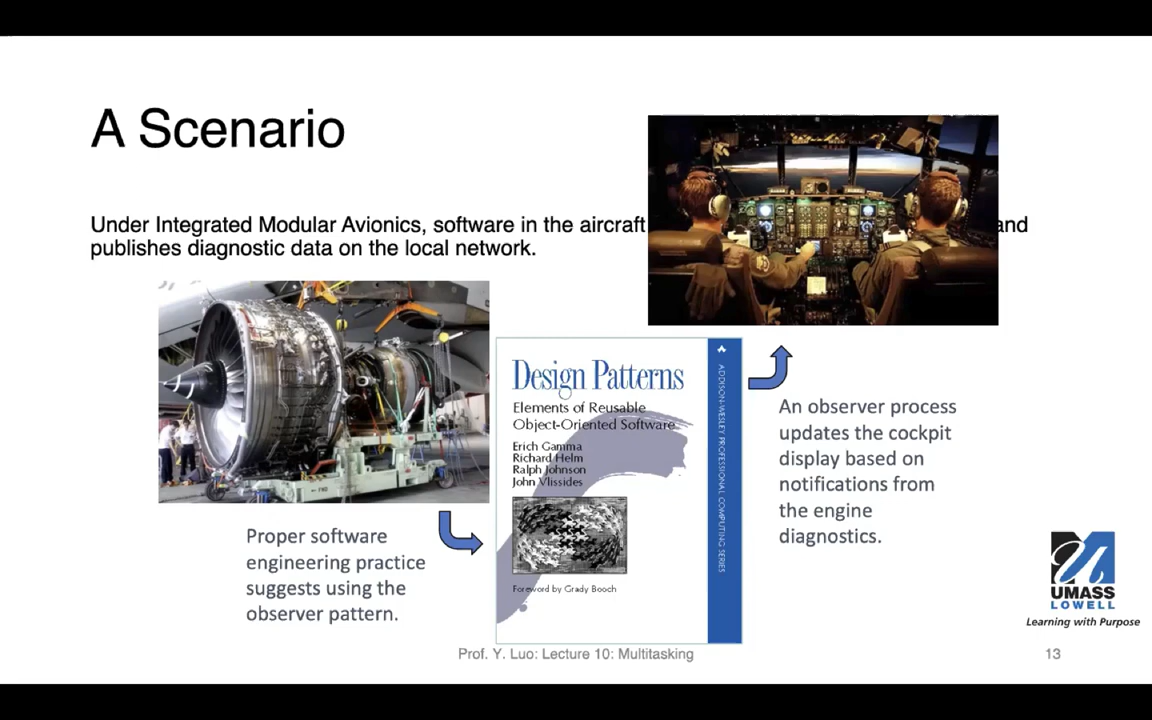 A Scenario
Under Integrated Modular Avionics, software in the aircraft
and
publishes diagnostic data on the local network.
Design Patterns
Elements of Reusable
Object-Oriented Software
Erich Gamma
Richard Helm
Ralph Johnson
John Vlissides
Foreword by Grady Booch
ADDISON-WESLEY PROFESSIONAL COMPUTING SERIES
An observer process
updates the cockpit
display based on
notifications from
the engine
diagnostics.
Proper software
engineering practice
suggests using the
observer pattern.
UMASS
LOWELL
Learning with Purpose
Prof. Y. Luo: Lecture 10: Multitasking
13